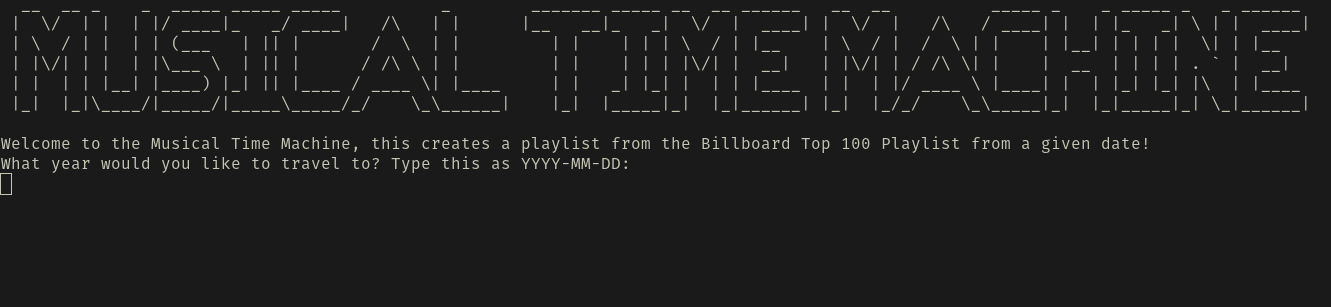 MUSICAL TIME MACHINE
Welcome to the Musical Time Machine, this creates a playlist from the Billboard Top 100 Playlist from a given date!
What year would you like to travel to? Type this as YYYY-MM-DD: